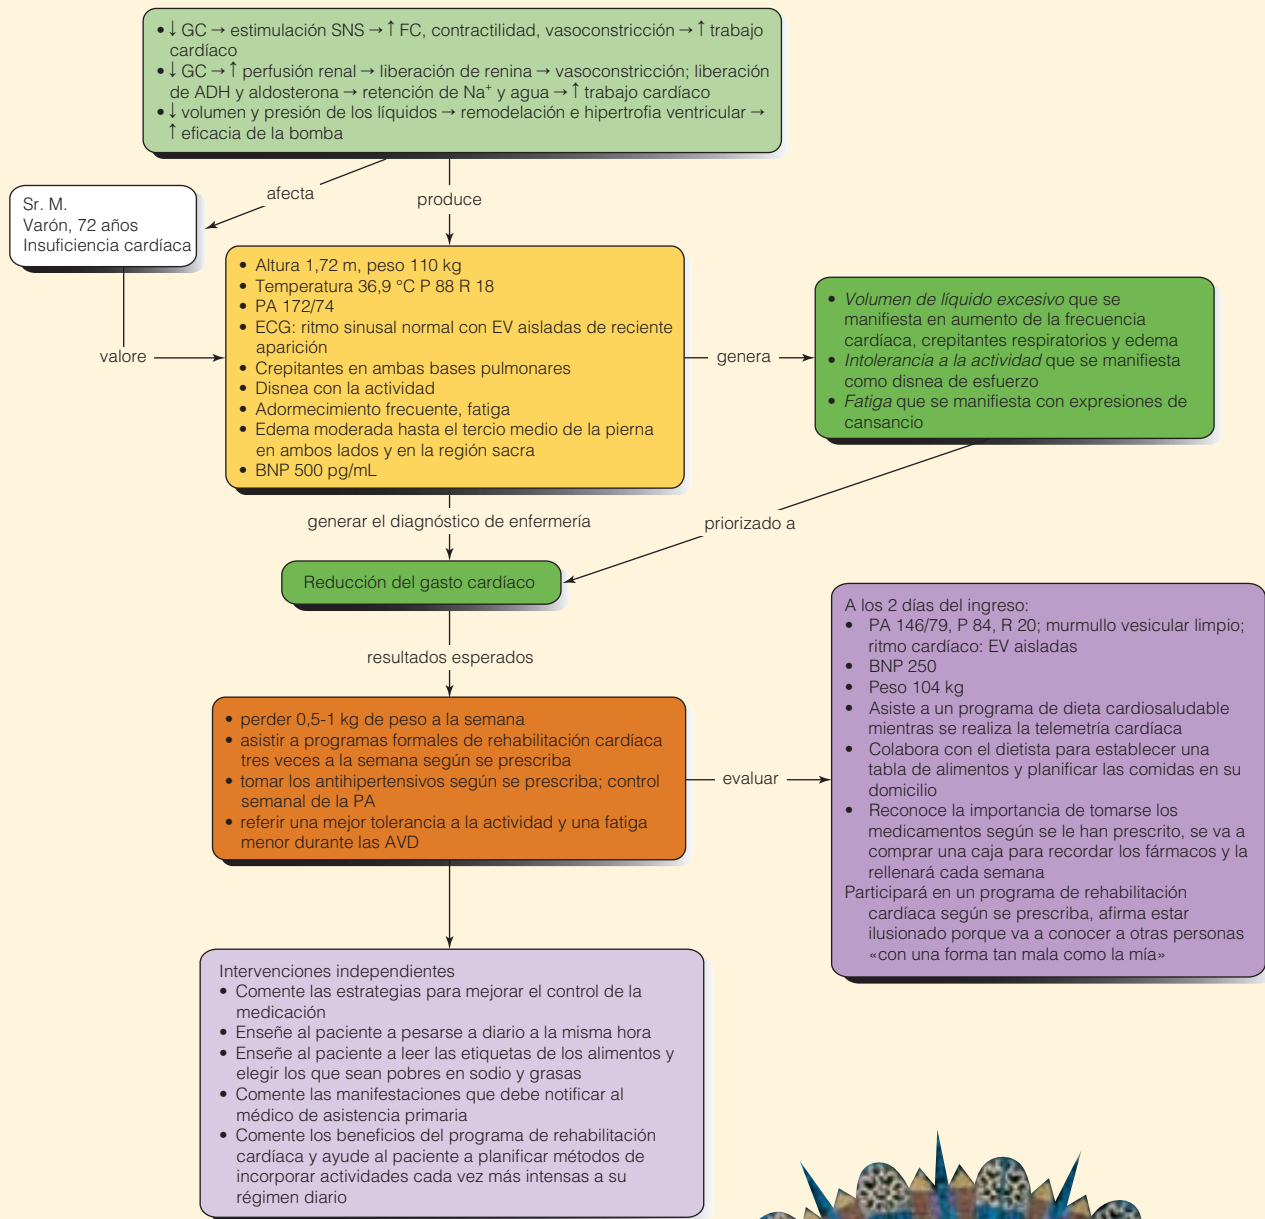 • ↓ GC → estimulación SNS → ↑ FC, contractilidad, vasoconstricción → ↑ trabajo
cardíaco
• ↓ GC → ↑ perfusión renal → liberación de renina → vasoconstricción; liberación
de ADH y aldosterona → retención de Na⁺ y agua → ↑ trabajo cardíaco
• ↓ volumen y presión de los líquidos → remodelación e hipertrofia ventricular →
↑ eficacia de la bomba
afecta
produce
Sr. M.
Varón, 72 años
Insuficiencia cardíaca
valore
• Altura 1,72 m, peso 110 kg
• Temperatura 36,9 °C P 88 R 18
• PA 172/74
• ECG: ritmo sinusal normal con EV aisladas de reciente
aparición
• Crepitantes en ambas bases pulmonares
• Disnea con la actividad
• Adormecimiento frecuente, fatiga
• Edema moderada hasta el tercio medio de la pierna
en ambos lados y en la región sacra
• BNP 500 pg/mL
genera
• Volumen de líquido excesivo que se
manifiesta en aumento de la frecuencia
cardíaca, crepitantes respiratorios y edema
• Intolerancia a la actividad que se manifiesta
como disnea de esfuerzo
• Fatiga que se manifiesta con expresiones de
cansancio
generar el diagnóstico de enfermería
priorizado a
Reducción del gasto cardíaco
resultados esperados
• perder 0,5-1 kg de peso a la semana
• asistir a programas formales de rehabilitación cardíaca
tres veces a la semana según se prescriba
• tomar los antihipertensivos según se prescriba; control
semanal de la PA
• referir una mejor tolerancia a la actividad y una fatiga
menor durante las AVD
evaluar
A los 2 días del ingreso:
• PA 146/79, P 84, R 20; murmullo vesicular limpio;
ritmo cardíaco: EV aisladas
• BNP 250
• Peso 104 kg
• Asiste a un programa de dieta cardiosaludable
mientras se realiza la telemetría cardíaca
• Colabora con el dietista para establecer una
tabla de alimentos y planificar las comidas en su
domicilio
• Reconoce la importancia de tomarse los
medicamentos según se le han prescrito, se va a
comprar una caja para recordar los fármacos y la
rellenará cada semana
Participará en un programa de rehabilitación
cardíaca según se prescriba, afirma estar
ilusionado porque va a conocer a otras personas
«con una forma tan mala como la mía»
Intervenciones independientes
• Comente las estrategias para mejorar el control de la
medicación
• Enseñe al paciente a pesarse a diario a la misma hora
• Enseñe al paciente a leer las etiquetas de los alimentos y
elegir los que sean pobres en sodio y grasas
• Comente las manifestaciones que debe notificar al
médico de asistencia primaria
• Comente los beneficios del programa de rehabilitación
cardíaca y ayude al paciente a planificar métodos de
incorporar actividades cada vez más intensas a su
régimen diario